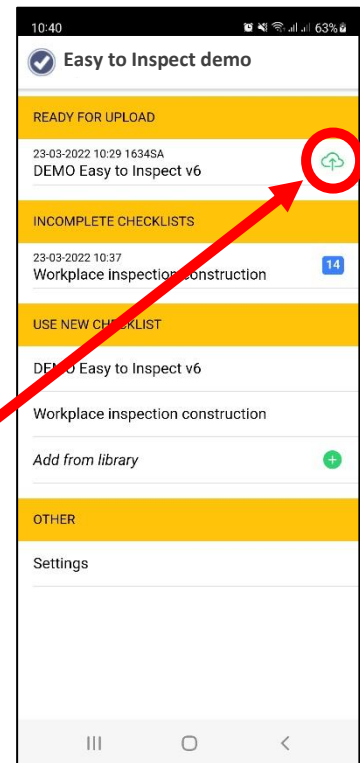 10:40 63%
Easy to Inspect demo
READY FOR UPLOAD
23-03-2022 10:29 1634SA
DEMO Easy to Inspect v6
INCOMPLETE CHECKLISTS
23-03-2022 10:37
Workplace inspection construction 14
USE NEW CHECKLIST
DEMO Easy to Inspect v6
Workplace inspection construction
Add from library
OTHER
Settings